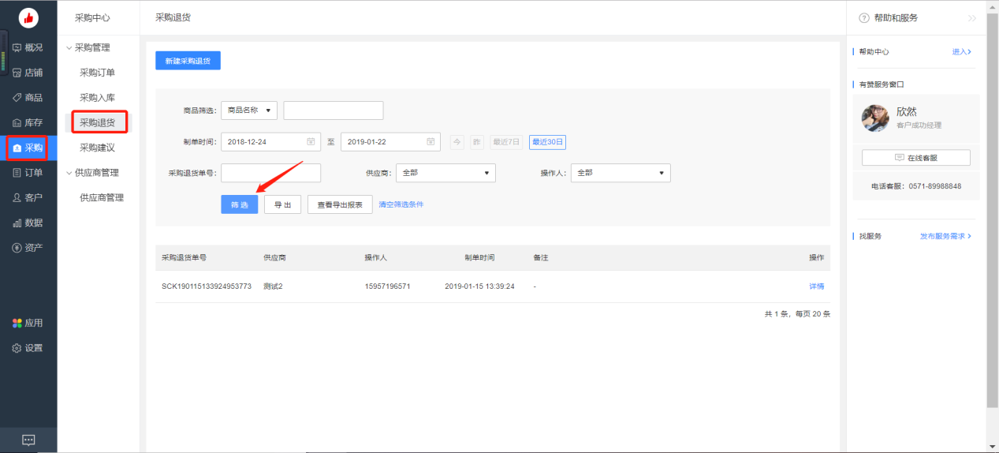 概况
店铺
商品
库存
采购
订单
客户
数据
资产
应用
设置
采购中心
采购管理
采购订单
采购入库
采购退货
采购建议
供应商管理
供应商管理
采购退货
新建采购退货
商品筛选： 商品名称
制单时间： 2018-12-24 至 2019-01-22 今 昨 最近7日 最近30日
采购退货单号： 供应商： 全部 操作人： 全部
筛选 导出 查看导出报表 清空筛选条件
采购退货单号 供应商 操作人 制单时间 备注 操作
SCK190115133924953773 测试2 15957196571 2019-01-15 13:39:24 - 详情
共 1 条，每页 20 条
帮助和服务
帮助中心 进入
有赞服务窗口
欣然
客户成功经理
在线客服
电话客服：0571-89988848
找服务 发布服务需求